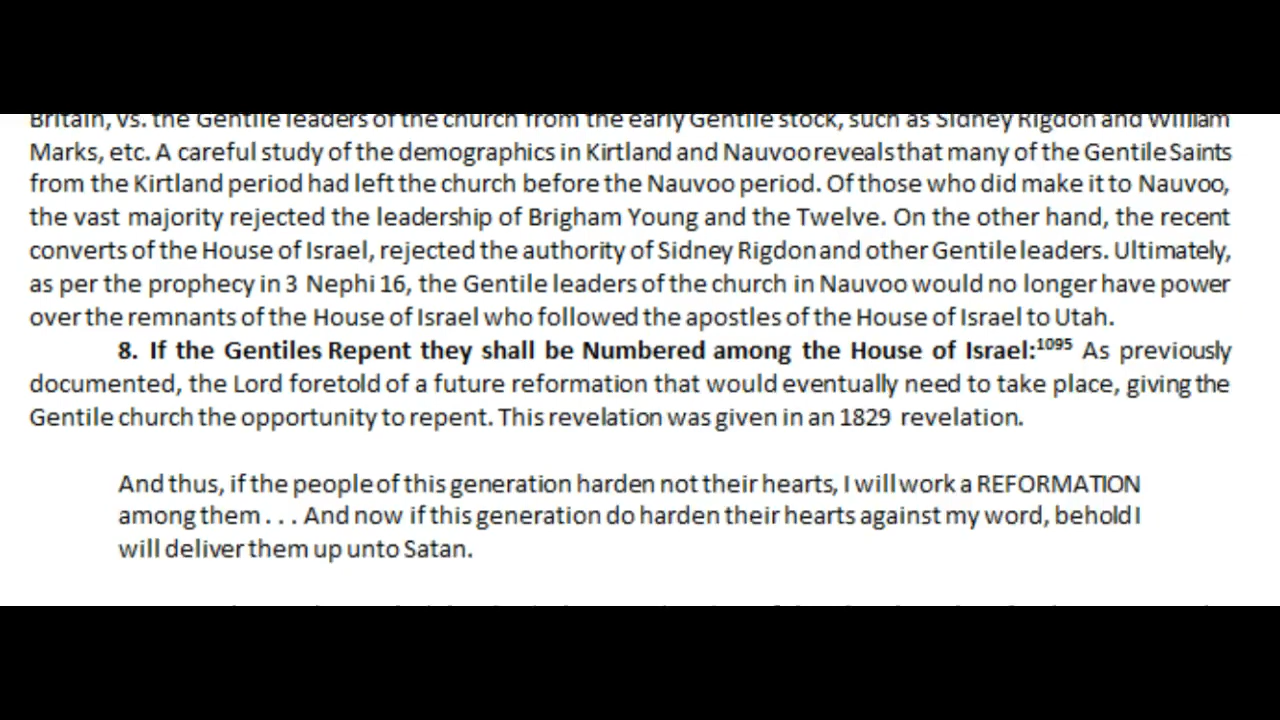 Britain, vs. the Gentile leaders of the church from the early Gentile stock, such as Sidney Rigdon and William
Marks, etc. A careful study of the demographics in Kirtland and Nauvoo reveals that many of the Gentile Saints
from the Kirtland period had left the church before the Nauvoo period. Of those who did make it to Nauvoo,
the vast majority rejected the leadership of Brigham Young and the Twelve. On the other hand, the recent
converts of the House of Israel, rejected the authority of Sidney Rigdon and other Gentile leaders. Ultimately,
as per the prophecy in 3 Nephi 16, the Gentile leaders of the church in Nauvoo would no longer have power
over the remnants of the House of Israel who followed the apostles of the House of Israel to Utah.
8. If the Gentiles Repent they shall be Numbered among the House of Israel:¹⁰⁹⁵ As previously
documented, the Lord foretold of a future reformation that would eventually need to take place, giving the
Gentile church the opportunity to repent. This revelation was given in an 1829 revelation.
And thus, if the people of this generation harden not their hearts, I will work a REFORMATION
among them . . . And now if this generation do harden their hearts against my word, behold I
will deliver them up unto Satan.